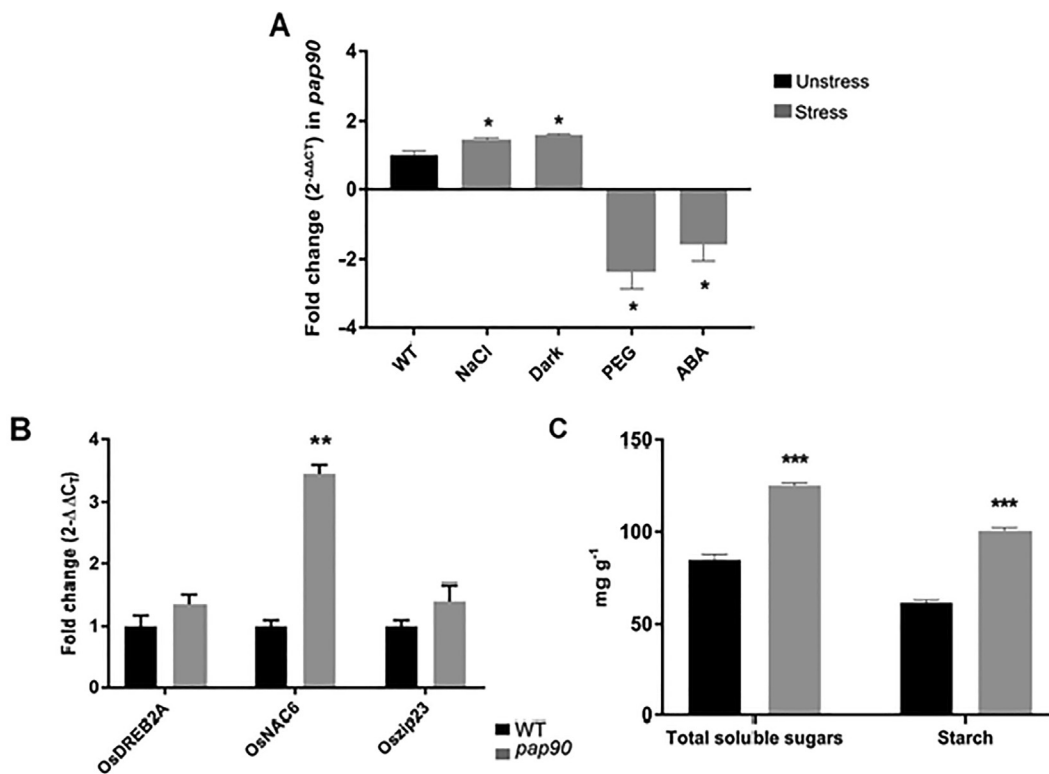 A
Fold change (2-ΔΔCT) in pap90
4
2
0
-2
-4
*
*
*
*
WT
NaCl
Dark
PEG
ABA
Unstress
Stress
B
Fold change (2-ΔΔCT)
4
3
2
1
0
**
OsDREB2A
OsNAC6
Oszip23
WT
pap90
C
mg g-1
150
100
50
0
***
***
Total soluble sugars
Starch